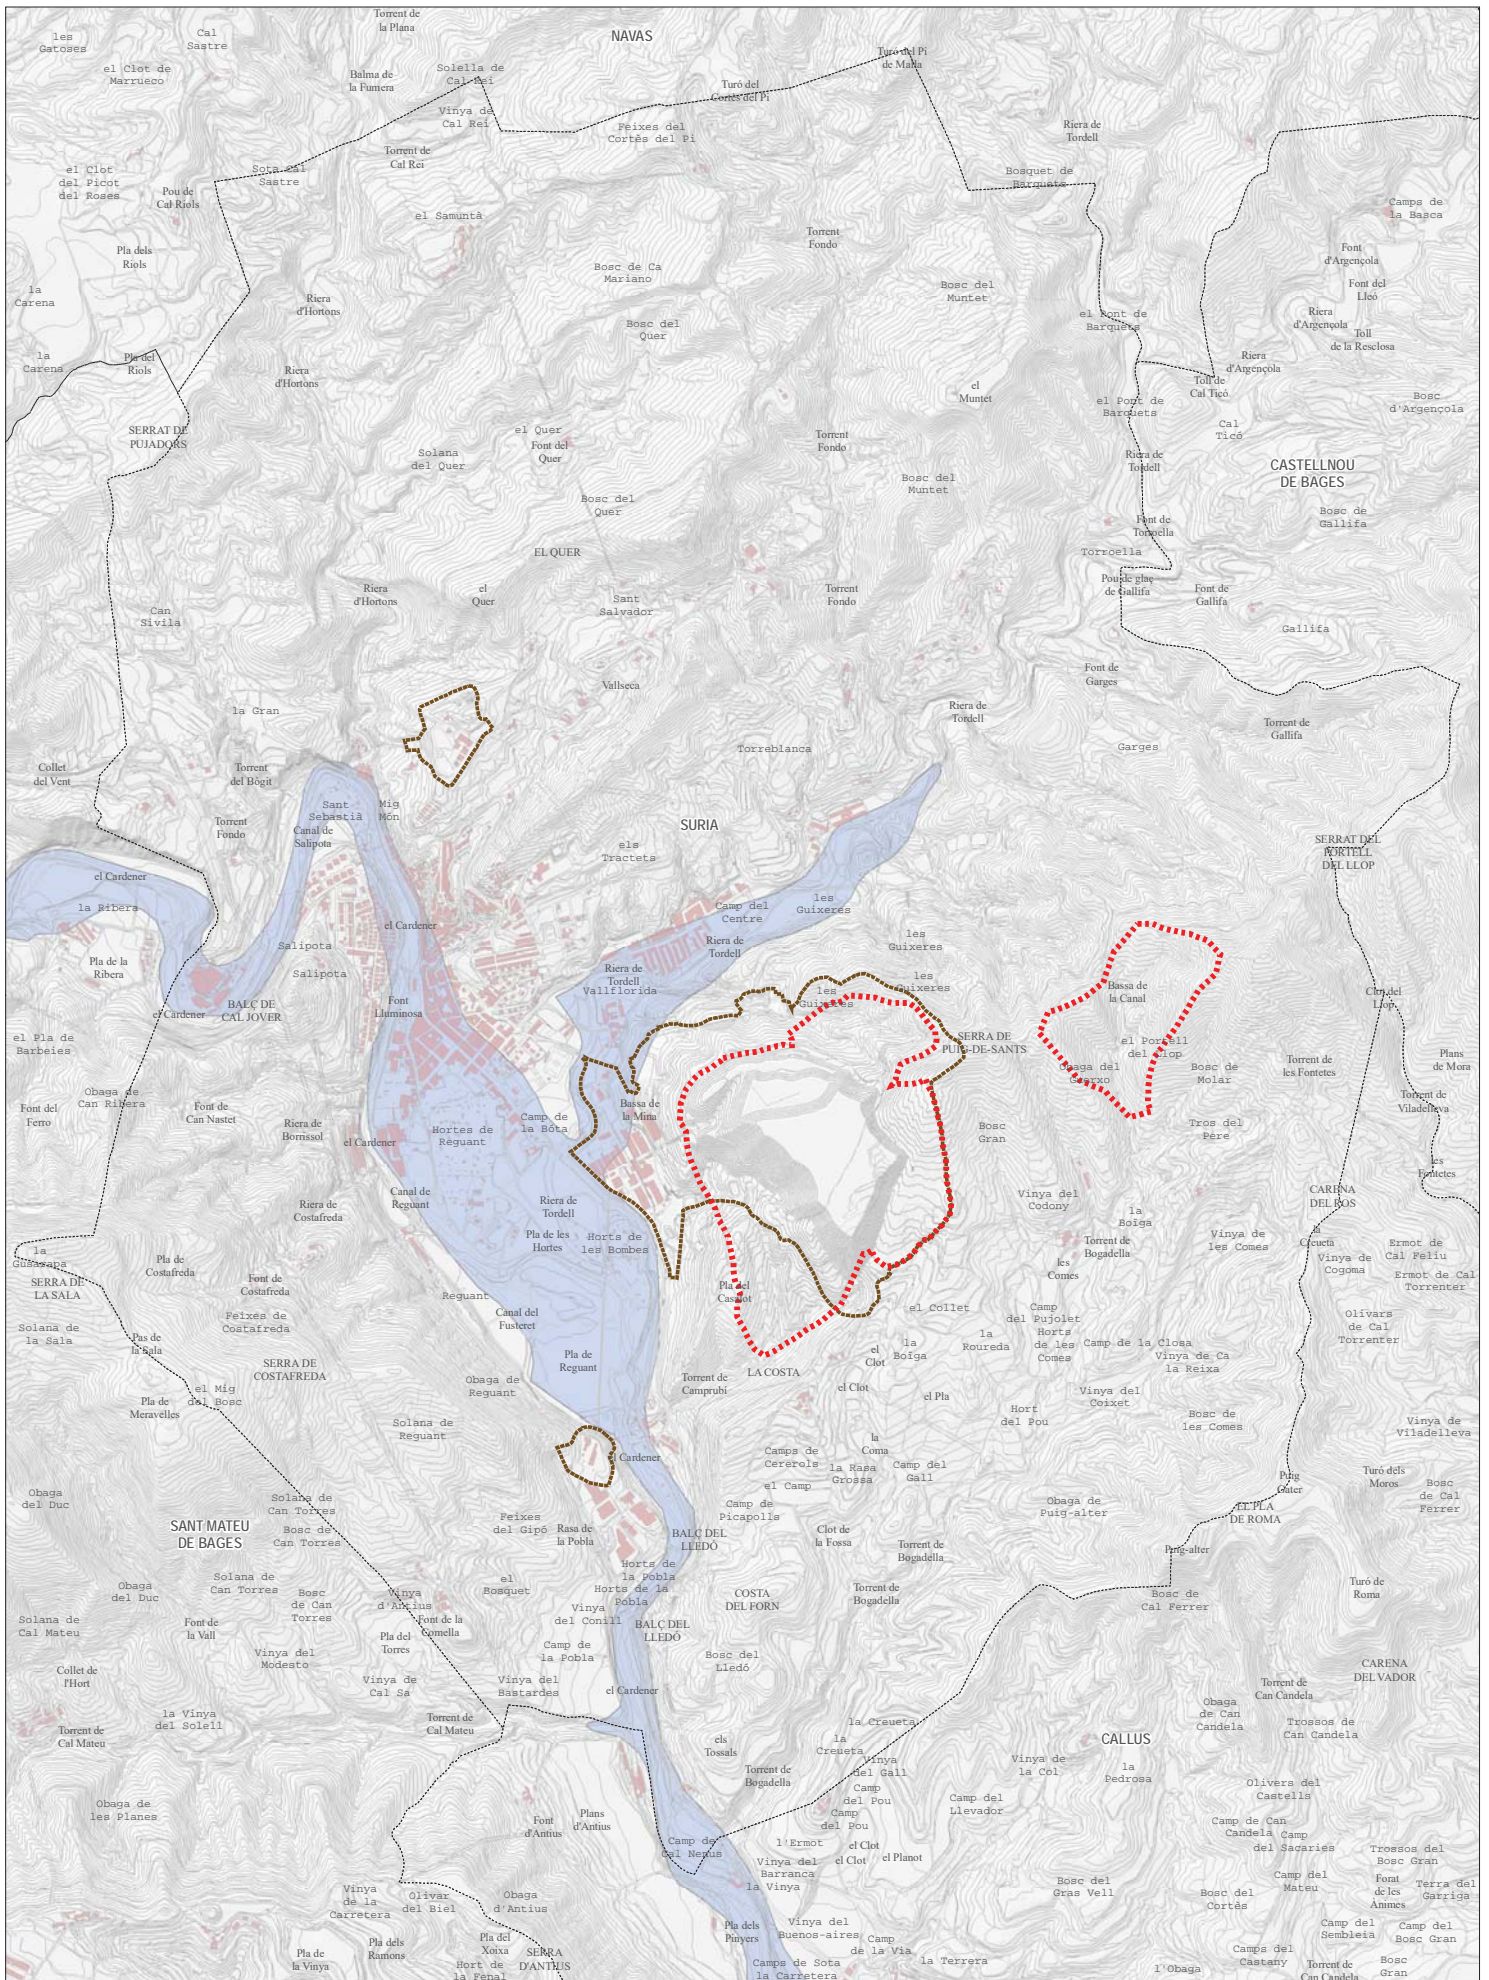 Torrent de
la Plana
les
Gatoses
Cal
Sastre
NAVAS
el Clot de
Marrueco
Balma de
la Fumera
Solella de
Cal Rei
Turó del Pi
de Malla
Turó del
Cortès del Pi
Vinya de
Cal Rei
Feixes del
Cortès del Pi
Riera de
Tordell
Torrent de
Cal Rei
el Clot
del Picot
del Roses
Sota Cal
Sastre
Bosquet de
Barquets
Pou de
Cal Riols
el Samuntà
Camps de
la Basca
Torrent
Fondo
Pla dels
Riols
Font
d'Argençola
Bosc de Ca
Mariano
Bosc del
Muntet
Font del
Lleó
la
Carena
Riera
d'Hortons
el Pont de
Barquets
Riera
d'Argençola
Bosc del
Quer
Toll
de la Resclosa
la
Carena
Pla del
Riols
Riera
d'Hortons
Riera
d'Argençola
el
Muntet
Toll de
Cal Ticó
el Pont de
Barquets
Bosc
d'Argençola
SERRAT DE
PUJADORS
el Quer
Font del
Quer
Torrent
Fondo
Cal
Ticó
Solana
del Quer
Riera de
Tordell
CASTELLNOU
DE BAGES
Bosc del
Muntet
Bosc del
Quer
Bosc de
Gallifa
Font de
Torroella
EL QUER
Torroella
Pou de glaç
de Gallifa
Riera
d'Hortons
el
Quer
Torrent
Fondo
Font de
Gallifa
Can
Sivila
Sant
Salvador
Gallifa
Font de
Garges
Vallseca
la Gran
Riera de
Tordell
Torrent de
Gallifa
Torreblanca
Garges
Collet
del Vent
Torrent
del Bògit
Sant
Sebastià
Mig
Món
Torrent
Fondo
Canal de
Salipota
SURIA
els
Tractets
SERRAT DEL
PORTELL
DEL LLOP
el Cardener
la Ribera
les
Guixeres
Camp del
Centre
el Cardener
Salipota
Riera de
Tordell
les
Guixeres
Pla de la
Ribera
Salipota
Riera de
Tordell
Vallflorida
les
Guixeres
les
Guixeres
Bassa de
la Canal
Clot del
Llop
BALÇ DE
CAL JOVER
el Cardener
Font
Lluminosa
SERRA DE
PUIG-DE-SANTS
el Pla de
Barbeies
el Portell
del Llop
Torrent de
les Fontetes
Plans
de Mora
Obaga del
Guerxo
Bosc de
Molar
Obaga de
Can Ribera
Font del
Ferro
Font de
Can Nastet
Bassa de
la Mina
Torrent de
Viladelleva
Riera de
Borrissol
Camp de
la Bóta
Hortes de
Reguant
el Cardener
Bosc
Gran
Tros del
Pere
les
Fontetes
Canal de
Reguant
Riera de
Costafreda
Riera de
Tordell
Vinya del
Codony
CARENA
DEL ROS
la
Boïga
Pla de les
Hortes
Horts de
les Bombes
Torrent de
Bogadella
Vinya de
les Comes
la
Creueta
Ermot de
Cal Feliu
la
Gusarapa
Pla de
Costafreda
Vinya de
Cogoma
les
Comes
Ermot de Cal
Torrenter
SERRA DE
LA SALA
Font de
Costafreda
Pla del
Casalot
Reguant
el Collet
Camp
del Pujolet
Feixes de
Costafreda
Canal del
Fusteret
Olivars
de Cal
Torrenter
Solana de
la Sala
Pas de
la Sala
la
Roureda
Horts
de les
Comes
Camp de la Closa
la
Boïga
el
Clot
Vinya de Ca
la Reixa
SERRA DE
COSTAFREDA
Pla de
Reguant
LA COSTA
Obaga de
Reguant
Torrent de
Camprubí
el Clot
el Mig
del Bosc
el Pla
Vinya del
Coixet
Pla de
Meravelles
Hort
del Pou
Bosc de
les Comes
Solana de
Reguant
Vinya de
Viladelleva
la
Coma
Camps de
Cererols
el Cardener
la Rasa
Grossa
Camp del
Gall
Puig
Gater
Turó dels
Moros
el Camp
Bosc
de Cal
Ferrer
Obaga
del Duc
Solana de
Can Torres
Camp de
Picapolls
Obaga de
Puig-alter
EL PLA
DE ROMA
SANT MATEU
DE BAGES
Bosc de
Can Torres
Feixes
del Gipó
Rasa de
la Pobla
BALÇ DEL
LLEDÓ
Clot de
la Fossa
Torrent de
Bogadella
Puig-alter
Horts de
la Pobla
Solana de
Can Torres
Obaga
del Duc
el
Bosquet
Horts de la
Pobla
COSTA
DEL FORN
Torrent de
Bogadella
Turó de
Roma
Bosc
de Can
Torres
Vinya
d'Antius
Bosc de
Cal Ferrer
Solana de
Cal Mateu
Font de
la Vall
Font de la
Comella
Vinya
del Conill
BALÇ DEL
LLEDÓ
Pla del
Torres
Camp de
la Pobla
Vinya del
Modesto
Bosc del
Lledó
CARENA
DEL VADOR
Collet de
l'Hort
Vinya de
Cal Sa
Vinya del
Bastardes
el Cardener
Torrent de
Can Candela
la Vinya
del Solell
Torrent de
Cal Mateu
Torrent de
Cal Mateu
la Creueta
Obaga
de Can
Candela
Trossos de
Can Candela
els
Tossals
la
Creueta
CALLUS
Vinya
del Gall
Vinya de
la Col
la
Pedrosa
Torrent de
Bogadella
Camp
del Pou
Olivers del
Castells
Obaga de
les Planes
Camp del
Llevador
Font
d'Antius
Plans
d'Antius
Camp
del Pou
Camp de Can
Candela
Camp
del Sacaries
Camp de
Cal Nenus
l'Ermot
el Clot
el Clot
el Planot
Trossos del
Bosc Gran
Vinya del
Barranca
la Vinya
Bosc del
Gras Vell
Camp del
Mateu
Forat
de les
Ànimes
Terra del
Garriga
Vinya
de la
Carretera
Olivar
del Biel
Obaga
d'Antius
Bosc del
Cortés
Pla dels
Pinyers
Vinya del
Buenos-aires
Camp del
Sembleia
Camp del
Bosc Gran
Pla de
la Vinya
Pla dels
Ramons
Pla del
Xoixa
SERRA
D'ANTIUS
Camp
de la Via
Camps del
Castany
Hort de
la Fenal
Camps de Sota
la Carretera
la Terrera
l'Obaga
Torrent de
Can Candela
Bosc
Gran